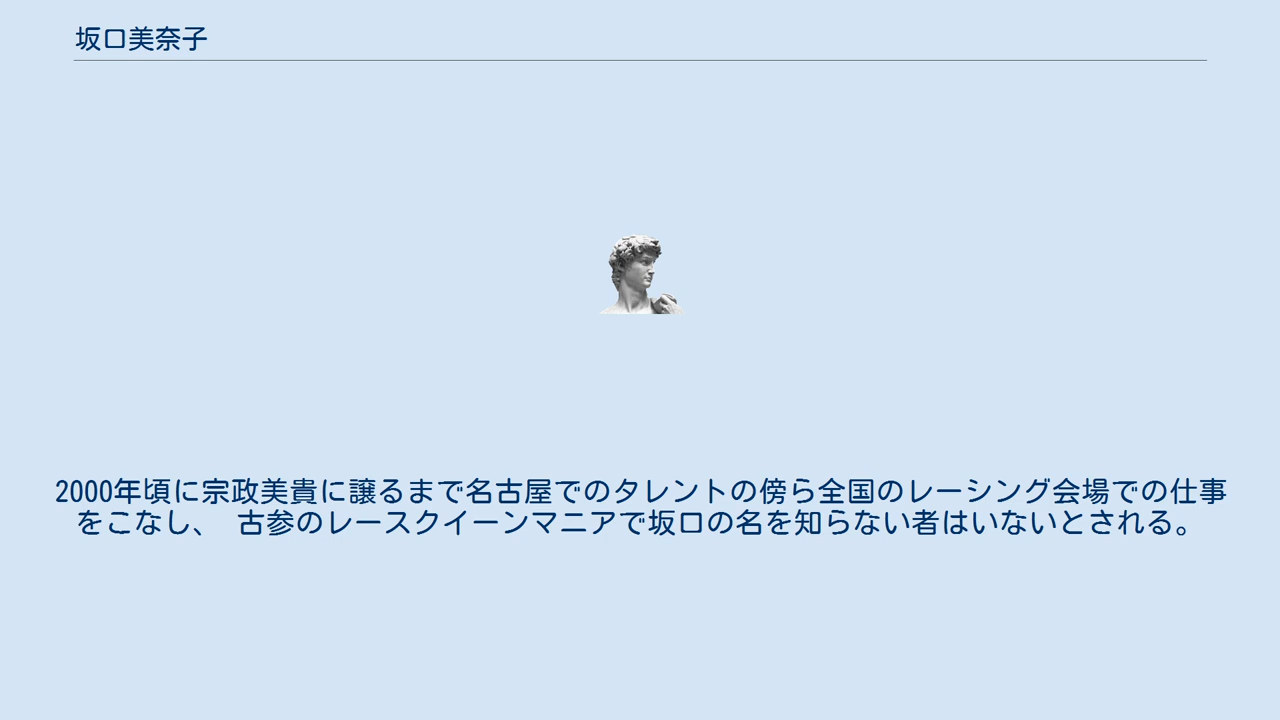 坂口美奈子
2000年頃に宗政美貴に譲るまで名古屋でのタレントの傍ら全国のレーシング会場での仕事
をこなし、 古参のレースクイーンマニアで坂口の名を知らない者はいないとされる。